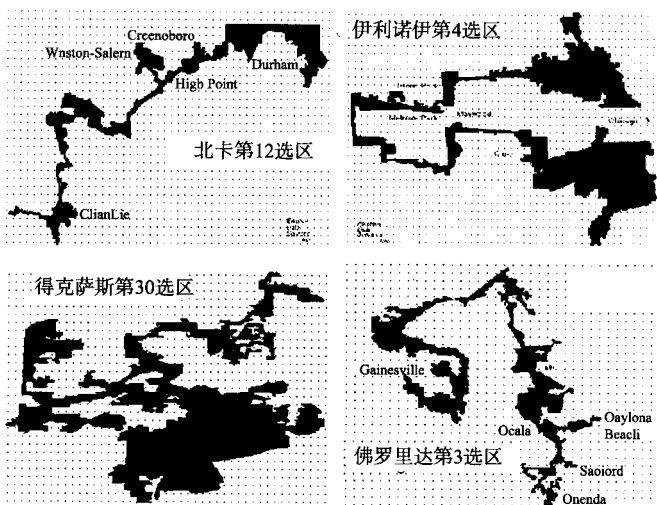 Creenoboro
Wnston-Salern
Durham
Higb Point
北卡第12选区
ClianLie
伊利诺伊第4选区
得克萨斯第30选区
Gainesville
Ocala
Oaylona
Beacli
佛罗里达第3选区
Saoiord
Onenda